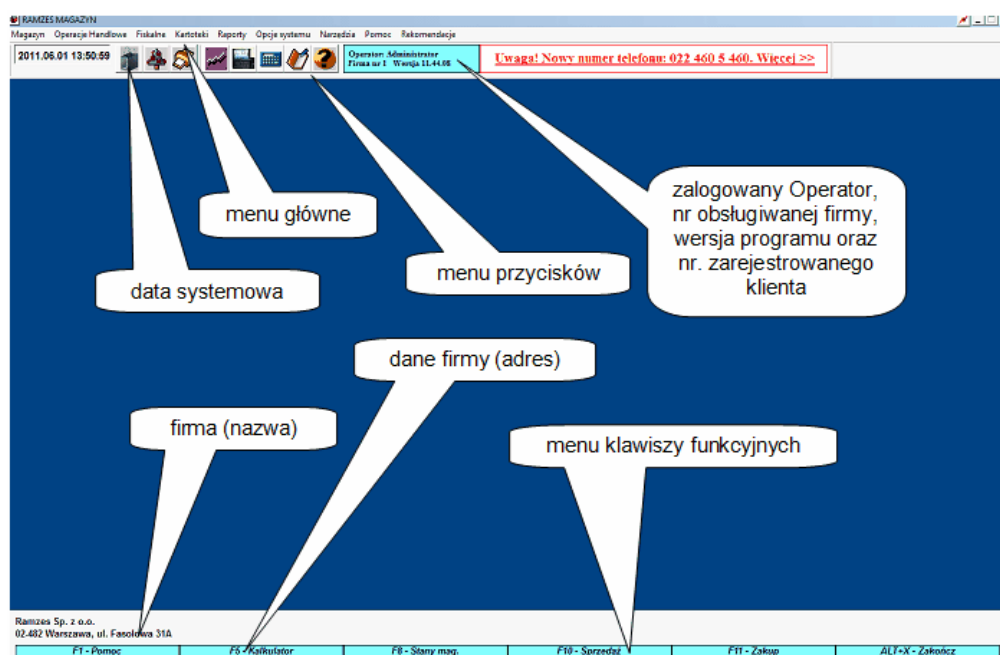 RAMZES MAGAZYN
Magazyn Operacje Handlowe Fiskalne Kartoteki Raporty Opcje systemu Narzędzia Pomoc Rekomendacje
2011.06.01 13:50:59
Operator: Administrator
Firma nr 1 Wersja 11.44.05
Uwaga! Nowy numer telefonu: 022 460 5 460. Więcej >>
zalogowany Operator,
nr obsługiwanej firmy,
wersja programu oraz
nr. zarejestrowanego
klienta
menu główne
menu przycisków
data systemowa
dane firmy (adres)
firma (nazwa)
menu klawiszy funkcyjnych
Ramzes Sp. z o.o.
02-482 Warszawa, ul. Fasolowa 31A
F1 - Pomoc F5 - Kalkulator F8 - Stany mag. F10 - Sprzedaż F11 - Zakup ALT+X - Zakończ